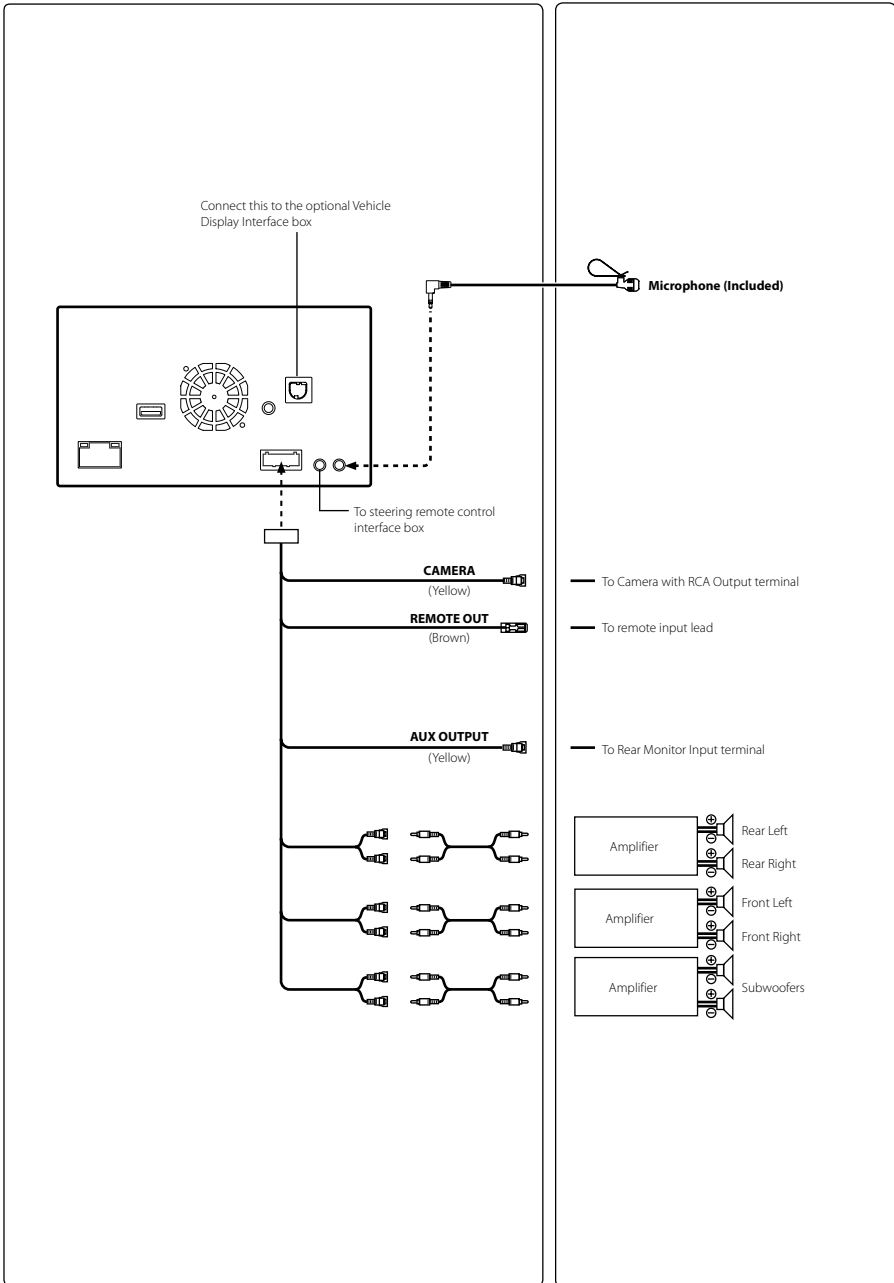 Connect this to the optional Vehicle
Display Interface box
Microphone (Included)
To steering remote control
interface box
CAMERA
(Yellow)
To Camera with RCA Output terminal
REMOTE OUT
(Brown)
To remote input lead
AUX OUTPUT
(Yellow)
To Rear Monitor Input terminal
Amplifier
Rear Left
Rear Right
Amplifier
Front Left
Front Right
Amplifier
Subwoofers